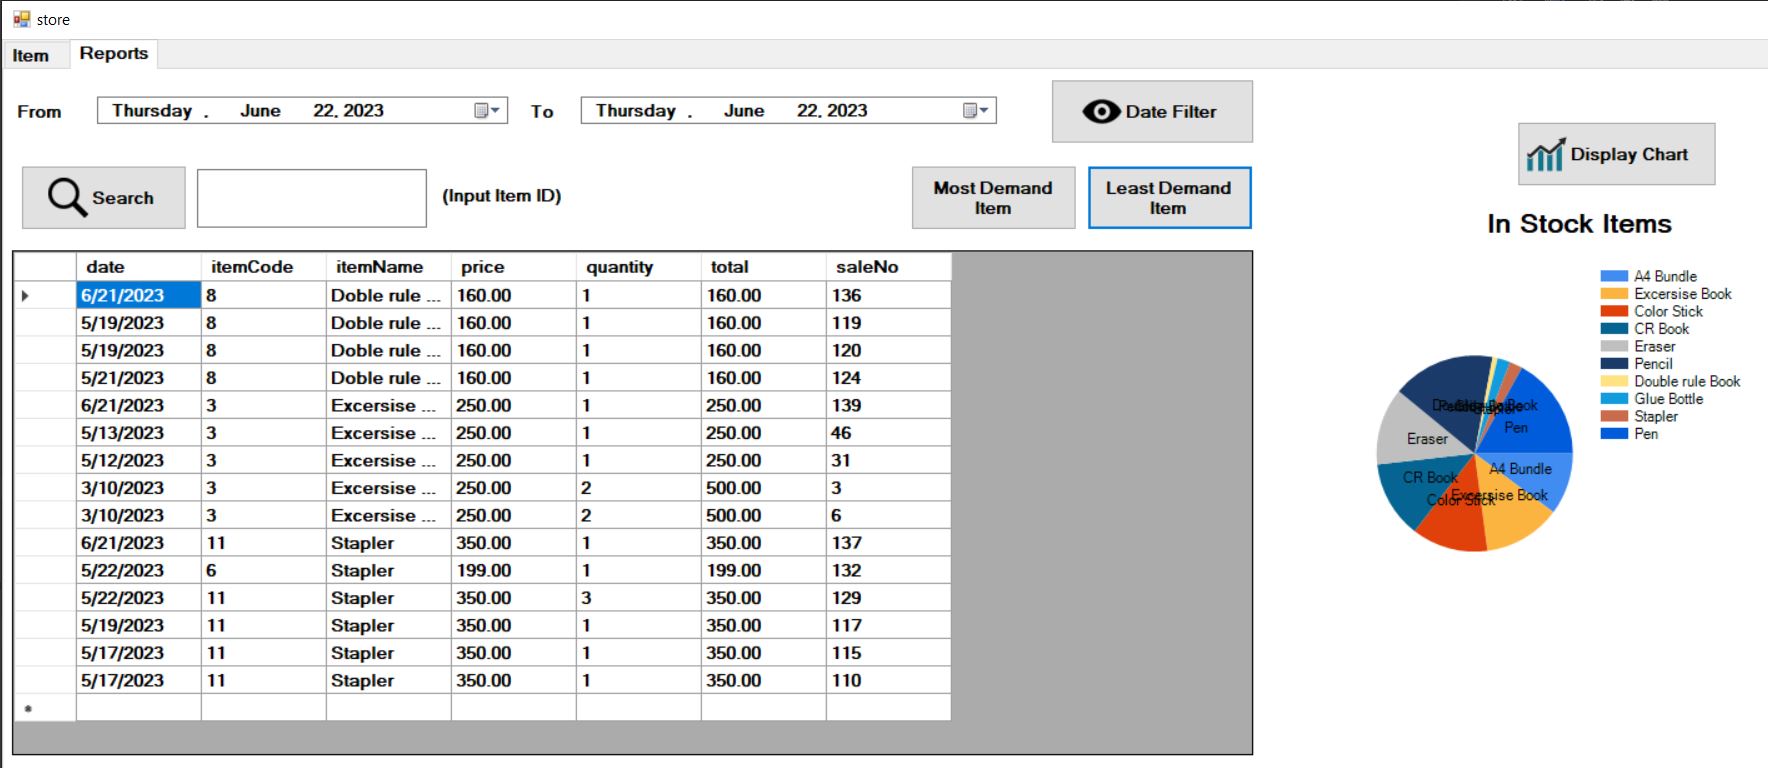 store
Item Reports
From Thursday . June 22, 2023 To Thursday . June 22, 2023 Date Filter
Display Chart
Search (Input Item ID) Most Demand Item Least Demand Item
In Stock Items
date itemCode itemName price quantity total saleNo
6/21/2023 8 Doble rule ... 160.00 1 160.00 136
5/19/2023 8 Doble rule ... 160.00 1 160.00 119
5/19/2023 8 Doble rule ... 160.00 1 160.00 120
5/21/2023 8 Doble rule ... 160.00 1 160.00 124
6/21/2023 3 Excersise ... 250.00 1 250.00 139
5/13/2023 3 Excersise ... 250.00 1 250.00 46
5/12/2023 3 Excersise ... 250.00 1 250.00 31
3/10/2023 3 Excersise ... 250.00 2 500.00 3
3/10/2023 3 Excersise ... 250.00 2 500.00 6
6/21/2023 11 Stapler 350.00 1 350.00 137
5/22/2023 6 Stapler 199.00 1 199.00 132
5/22/2023 11 Stapler 350.00 3 350.00 129
5/19/2023 11 Stapler 350.00 1 350.00 117
5/17/2023 11 Stapler 350.00 1 350.00 115
5/17/2023 11 Stapler 350.00 1 350.00 110
A4 Bundle
Excersise Book
Color Stick
CR Book
Eraser
Pencil
Double rule Book
Glue Bottle
Stapler
Pen
Book
Pen
Eraser
A4 Bundle
CR Book
Excersise Book
Color Stick